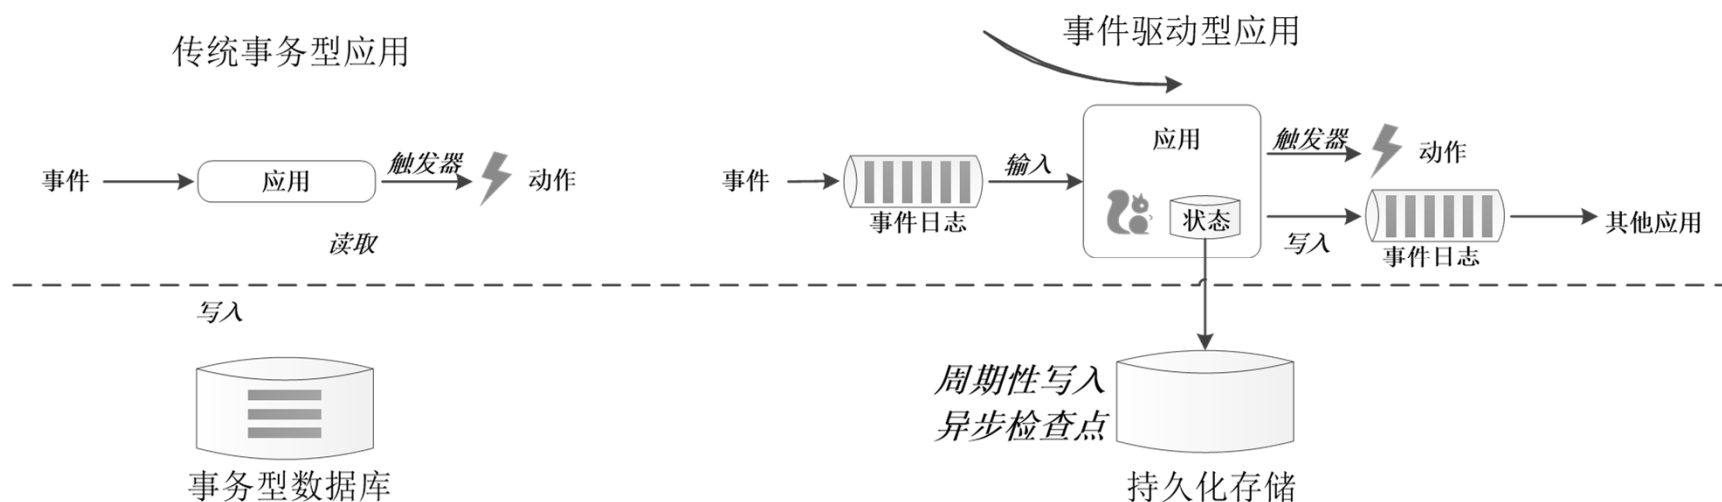 传统事务型应用
事件
应用
触发器
动作
读取
写入
事务型数据库
事件驱动型应用
事件
事件日志
输入
应用
状态
触发器
动作
写入
事件日志
其他应用
周期性写入
异步检查点
持久化存储